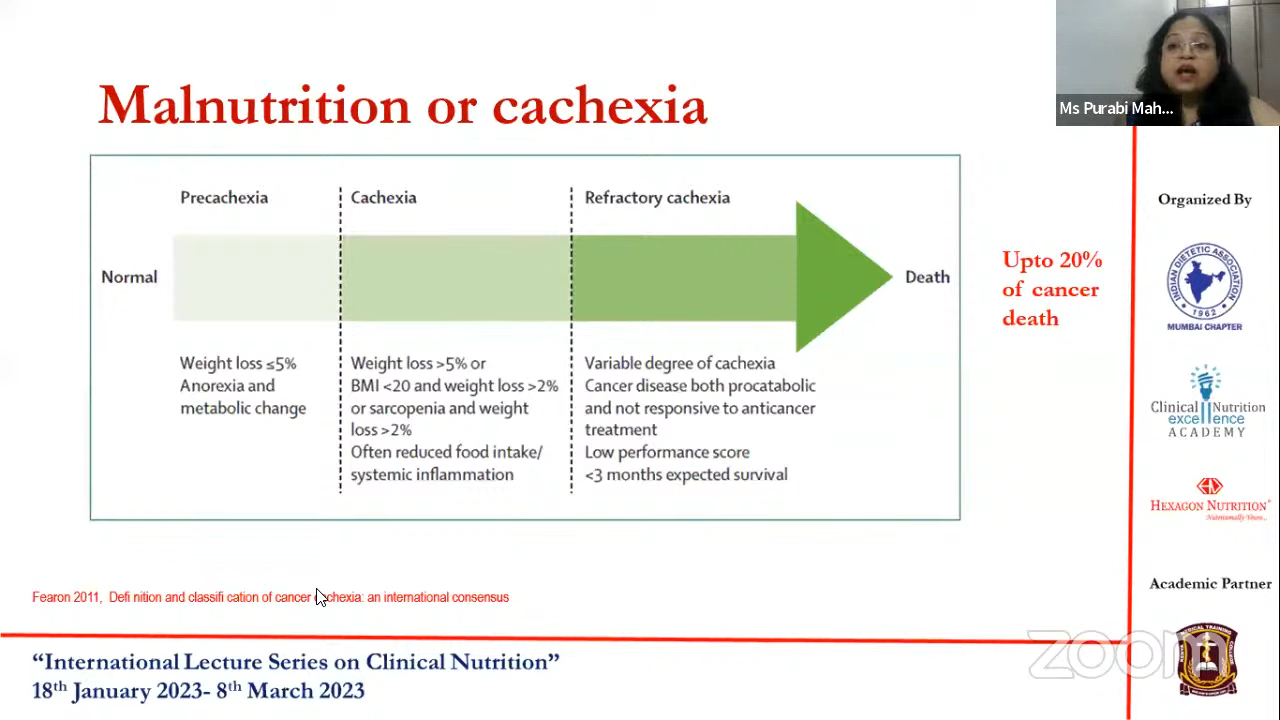 Ms Purabi Mah...
Malnutrition or cachexia
Precachexia
Cachexia
Refractory cachexia
Normal
Death
Weight loss ≤5%
Anorexia and
metabolic change
Weight loss >5% or
BMI <20 and weight loss >2%
or sarcopenia and weight
loss >2%
Often reduced food intake/
systemic inflammation
Variable degree of cachexia
Cancer disease both procatabolic
and not responsive to anticancer
treatment
Low performance score
<3 months expected survival
Upto 20%
of cancer
death
Fearon 2011, Defi nition and classifi cation of cancer cachexia: an international consensus
“International Lecture Series on Clinical Nutrition”
18th January 2023- 8th March 2023
Organized By
INDIAN DIETETIC ASSOCIATION
1962
MUMBAI CHAPTER
Clinical Nutrition
excellence
ACADEMY
HEXAGON NUTRITION
Nutritionally Yours...
Academic Partner
zoom